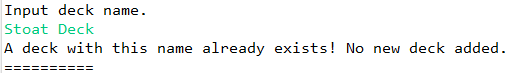 Input deck name.
Stoat Deck
A deck with this name already exists! No new deck added.
==========